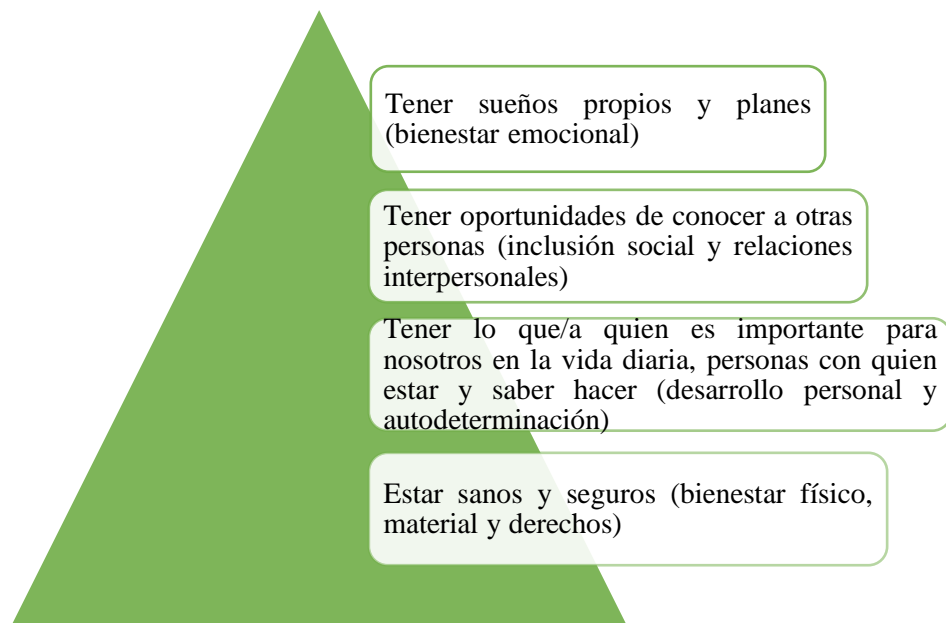 Tener sueños propios y planes
(bienestar emocional)
Tener oportunidades de conocer a otras
personas (inclusión social y relaciones
interpersonales)
Tener lo que/a quien es importante para
nosotros en la vida diaria, personas con quien
estar y saber hacer (desarrollo personal y
autodeterminación)
Estar sanos y seguros (bienestar físico,
material y derechos)